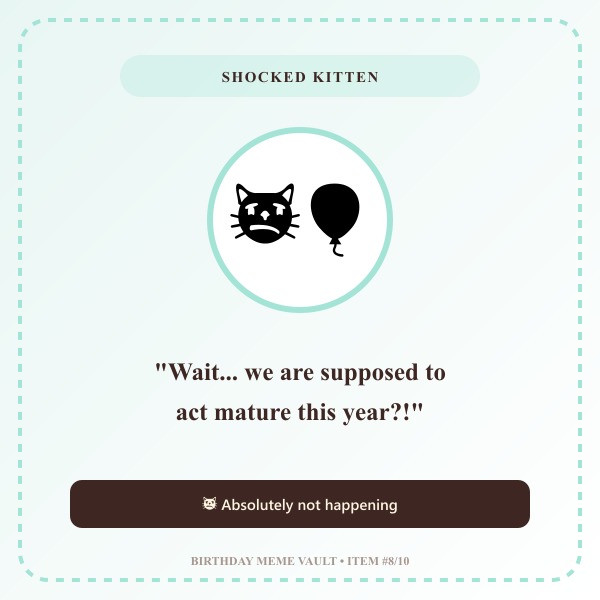 SHOCKED KITTEN
"Wait... we are supposed to
act mature this year?!"
Absolutely not happening
BIRTHDAY MEME VAULT • ITEM #8/10